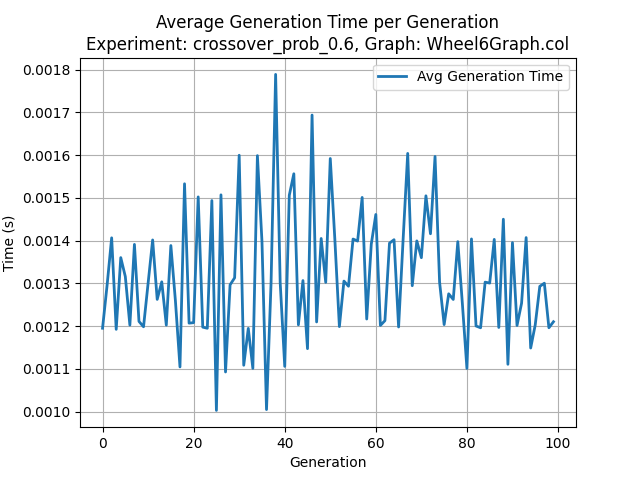 Average Generation Time per Generation
Experiment: crossover_prob_0.6, Graph: Wheel6Graph.col
Avg Generation Time
0.0018
0.0017
0.0016
0.0015
0.0014
0.0013
0.0012
0.0011
0.0010
Time (s)
0 20 40 60 80 100
Generation